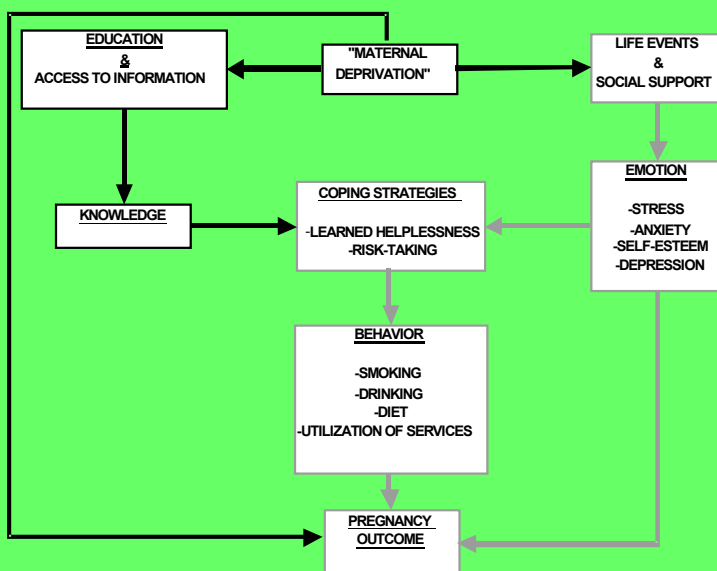 EDUCATION
&
ACCESS TO INFORMATION
"MATERNAL
DEPRIVATION"
LIFE EVENTS
&
SOCIAL SUPPORT
KNOWLEDGE
COPING STRATEGIES
-LEARNED HELPLESSNESS
-RISK-TAKING
EMOTION
-STRESS
-ANXIETY
-SELF-ESTEEM
-DEPRESSION
BEHAVIOR
-SMOKING
-DRINKING
-DIET
-UTILIZATION OF SERVICES
PREGNANCY
OUTCOME